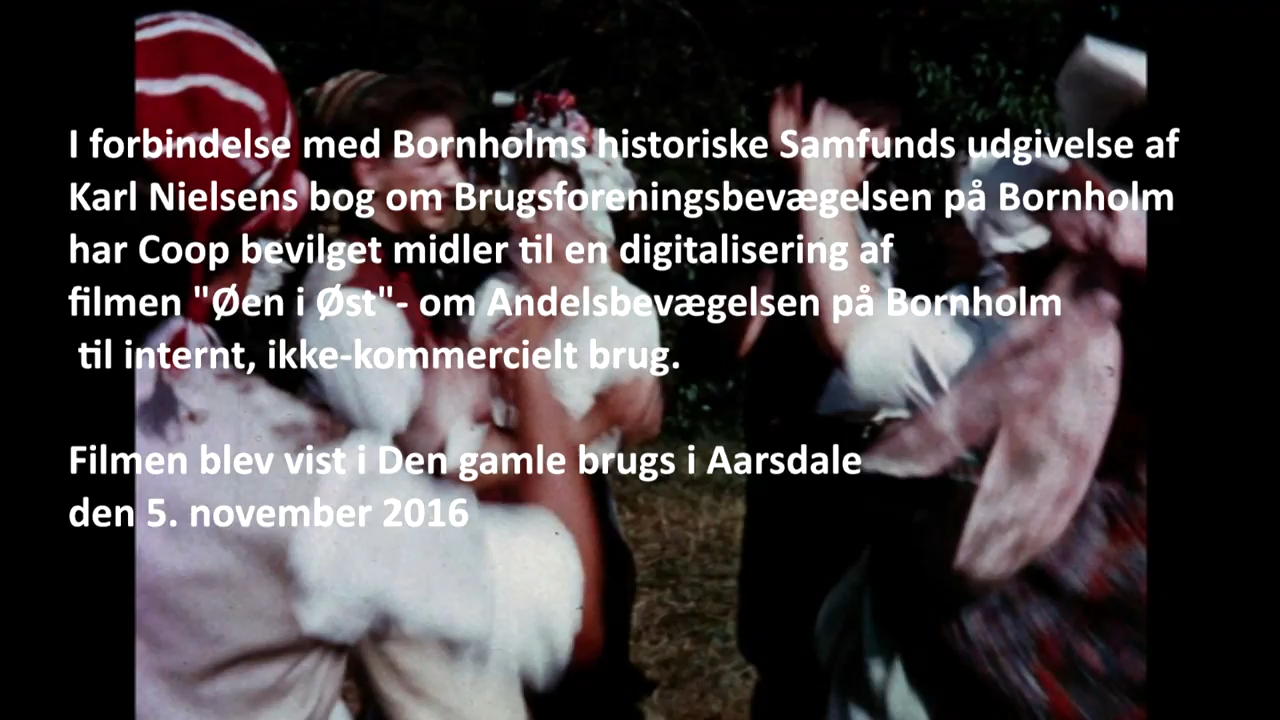 I forbindelse med Bornholms historiske Samfunds udgivelse af
Karl Nielsens bog om Brugsforeningsbevægelsen på Bornholm
har Coop bevilget midler til en digitalisering af
filmen "Øen i Øst"- om Andelsbevægelsen på Bornholm
til internt, ikke-kommercielt brug.
Filmen blev vist i Den gamle brugs i Aarsdale
den 5. november 2016